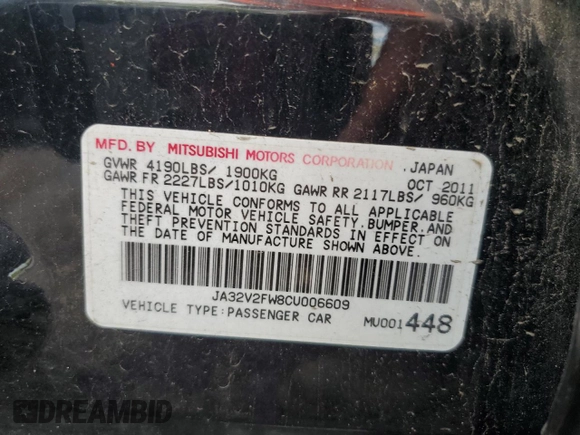 MFD. BY MITSUBISHI MOTORS CORPORATION, JAPAN
GVWR 4190LBS/ 1900KG OCT 2011
GAWR FR 2227LBS/1010KG GAWR RR 2117LBS/ 960KG
THIS VEHICLE CONFORMS TO ALL APPLICABLE
FEDERAL MOTOR VEHICLE SAFETY, BUMPER, AND
THEFT PREVENTION STANDARDS IN EFFECT ON
THE DATE OF MANUFACTURE SHOWN ABOVE.
JA32V2FW8CU006609
VEHICLE TYPE:PASSENGER CAR MU001448
DREAMBID